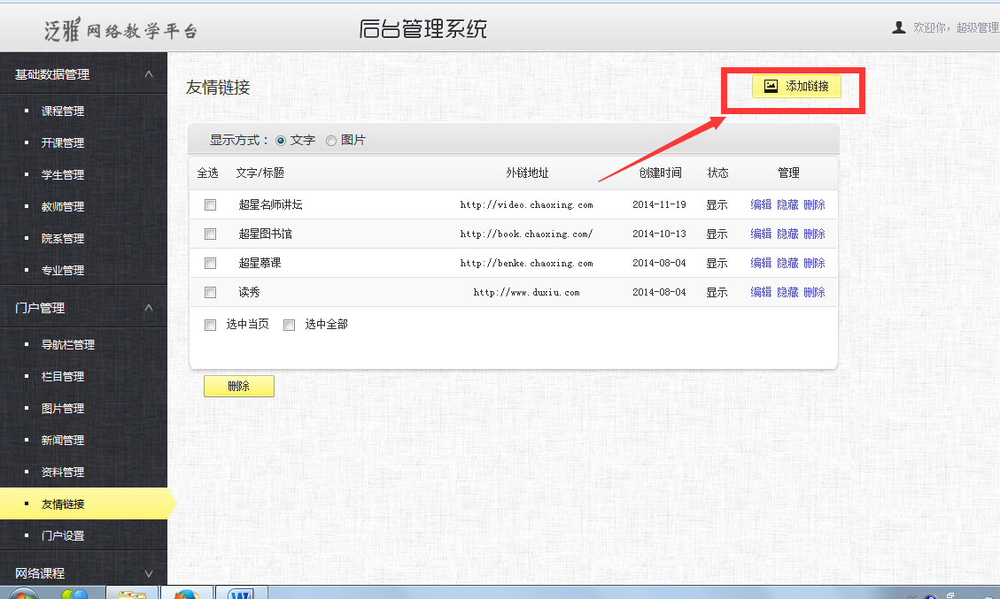 泛雅 网络教学平台
后台管理系统
欢迎你，超级管理
基础数据管理
课程管理
开课管理
学生管理
教师管理
院系管理
专业管理
门户管理
导航栏管理
栏目管理
图片管理
新闻管理
资料管理
友情链接
门户设置
网络课程
友情链接
添加链接
显示方式： 文字 图片
全选 文字/标题 外链地址 创建时间 状态 管理
超星名师讲坛 http://video.chaoxing.com 2014-11-19 显示 编辑 隐藏 删除
超星图书馆 http://book.chaoxing.com/ 2014-10-13 显示 编辑 隐藏 删除
超星慕课 http://benke.chaoxing.com 2014-08-04 显示 编辑 隐藏 删除
读秀 http://www.duxiu.com 2014-08-04 显示 编辑 隐藏 删除
选中当页 选中全部
删除